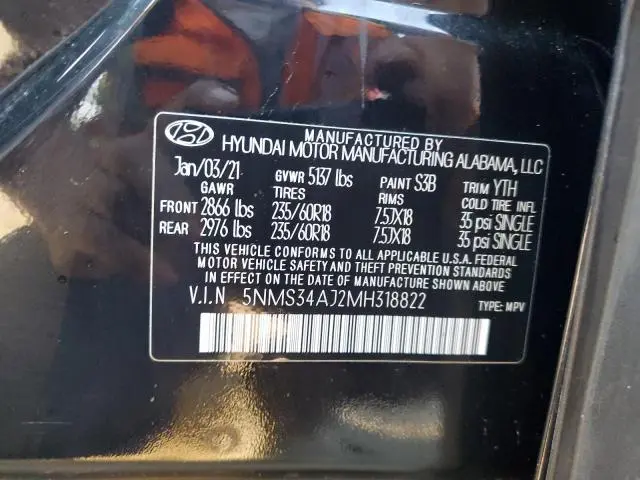 MANUFACTURED BY
HYUNDAI MOTOR MANUFACTURING ALABAMA, LLC
Jan/03/21 GVWR 5137 lbs PAINT S3B TRIM YTH
GAWR TIRES RIMS COLD TIRE INFL
FRONT 2866 lbs 235/60R18 7.5JX18 35 psi SINGLE
REAR 2976 lbs 235/60R18 7.5JX18 35 psi SINGLE
THIS VEHICLE CONFORMS TO ALL APPLICABLE U.S.A. FEDERAL
MOTOR VEHICLE SAFETY AND THEFT PREVENTION STANDARDS
IN EFFECT ON THE DATE OF MANUFACTURE SHOWN ABOVE.
V.I.N 5NMS34AJ2MH318822 TYPE: MPV